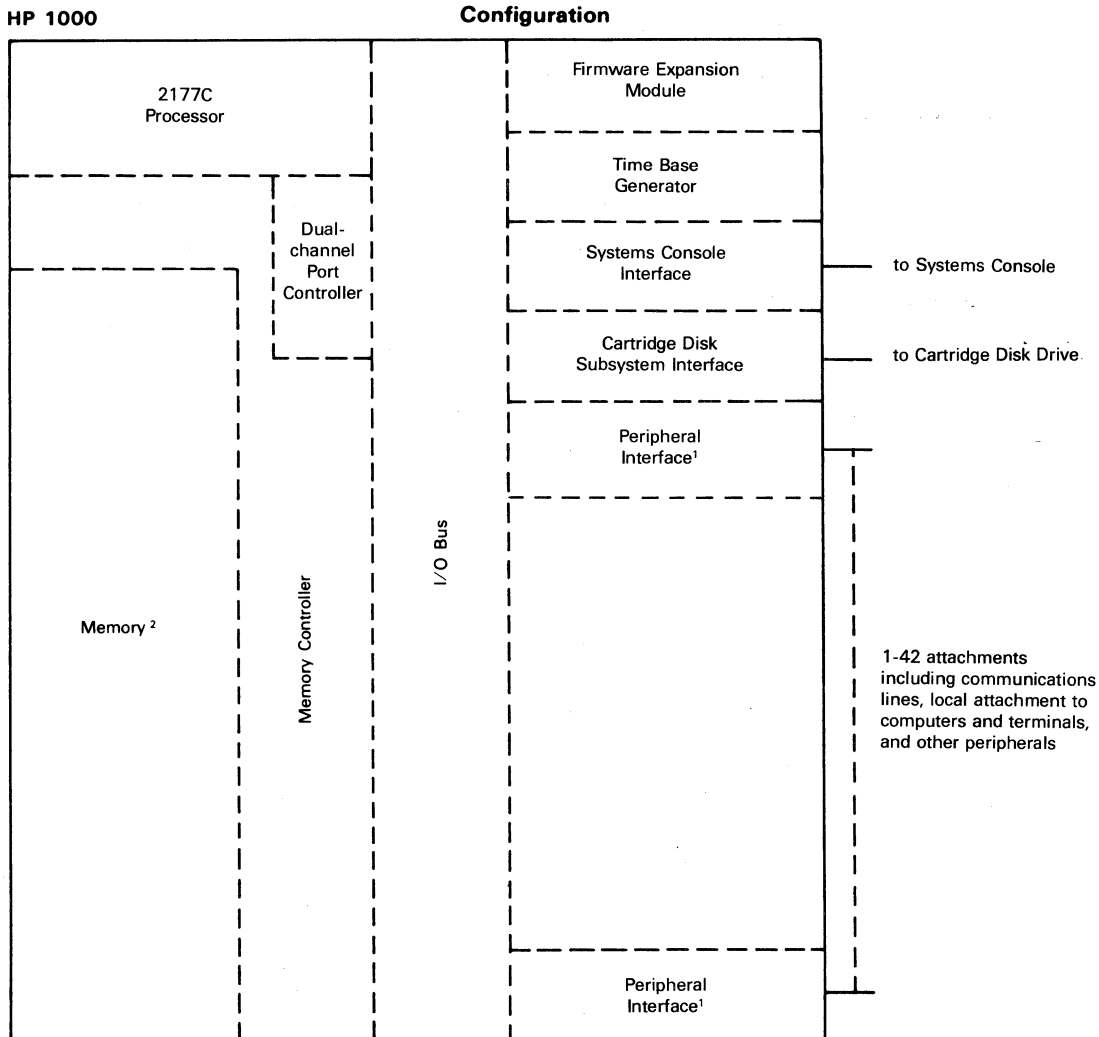 HP 1000
Configuration
2177C
Processor
Firmware Expansion
Module
Time Base
Generator
Dual-
channel
Port
Controller
Systems Console
Interface
to Systems Console
Cartridge Disk
Subsystem Interface
to Cartridge Disk Drive
Peripheral
Interface¹
I/O Bus
Memory Controller
Memory ²
1-42 attachments
including communications
lines, local attachment to
computers and terminals,
and other peripherals
Peripheral
Interface¹